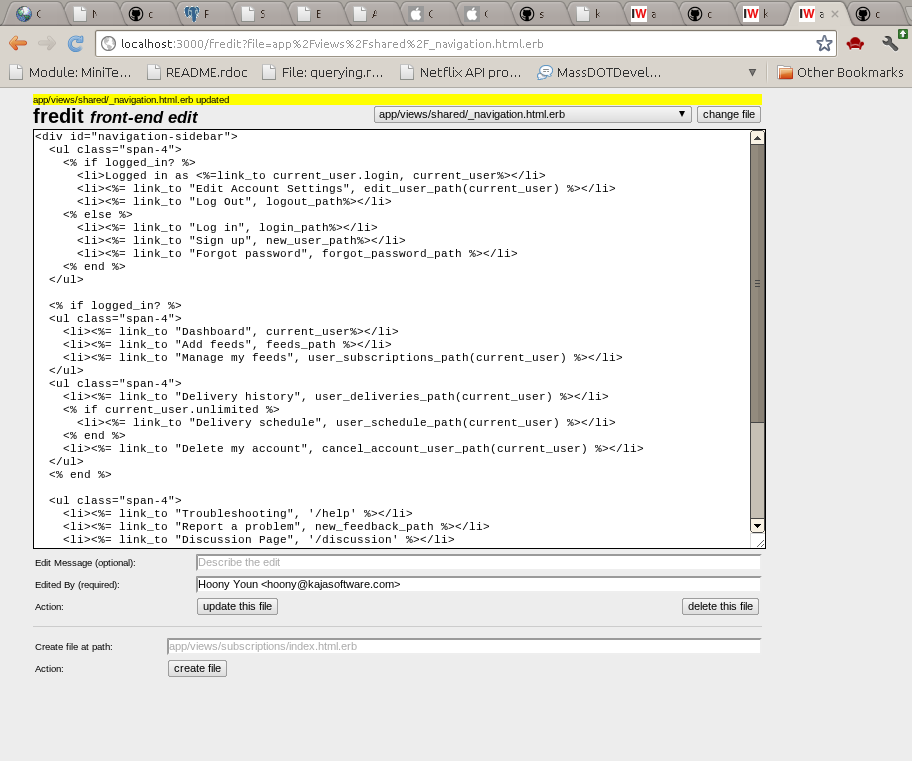 C
N
c
F
S
E
A
C
C
s
k
IW a
c
IW k
IW a
c
localhost:3000/fredit?file=app%2Fviews%2Fshared%2F_navigation.html.erb
Module: MiniTe... README.rdoc File: querying.r... Netflix API pro... MassDOTDevel... Other Bookmarks
app/views/shared/_navigation.html.erb updated
fredit front-end edit app/views/shared/_navigation.html.erb change file
<div id="navigation-sidebar">
  <ul class="span-4">
    <% if logged_in? %>
      <li>Logged in as <%=link_to current_user.login, current_user%></li>
      <li><%= link_to "Edit Account Settings", edit_user_path(current_user) %></li>
      <li><%= link_to "Log Out", logout_path%></li>
    <% else %>
      <li><%= link_to "Log in", login_path%></li>
      <li><%= link_to "Sign up", new_user_path%></li>
      <li><%= link_to "Forgot password", forgot_password_path %></li>
    <% end %>
  </ul>

  <% if logged_in? %>
  <ul class="span-4">
    <li><%= link_to "Dashboard", current_user%></li>
    <li><%= link_to "Add feeds", feeds_path %></li>
    <li><%= link_to "Manage my feeds", user_subscriptions_path(current_user) %></li>
  </ul>
  <ul class="span-4">
    <li><%= link_to "Delivery history", user_deliveries_path(current_user) %></li>
    <% if current_user.unlimited %>
      <li><%= link_to "Delivery schedule", user_schedule_path(current_user) %></li>
    <% end %>
    <li><%= link_to "Delete my account", cancel_account_user_path(current_user) %></li>
  </ul>
  <% end %>

  <ul class="span-4">
    <li><%= link_to "Troubleshooting", '/help' %></li>
    <li><%= link_to "Report a problem", new_feedback_path %></li>
    <li><%= link_to "Discussion Page", '/discussion' %></li>
Edit Message (optional): Describe the edit
Edited By (required): Hoony Youn <hoony@kajasoftware.com>
Action: update this file delete this file
Create file at path: app/views/subscriptions/index.html.erb
Action: create file